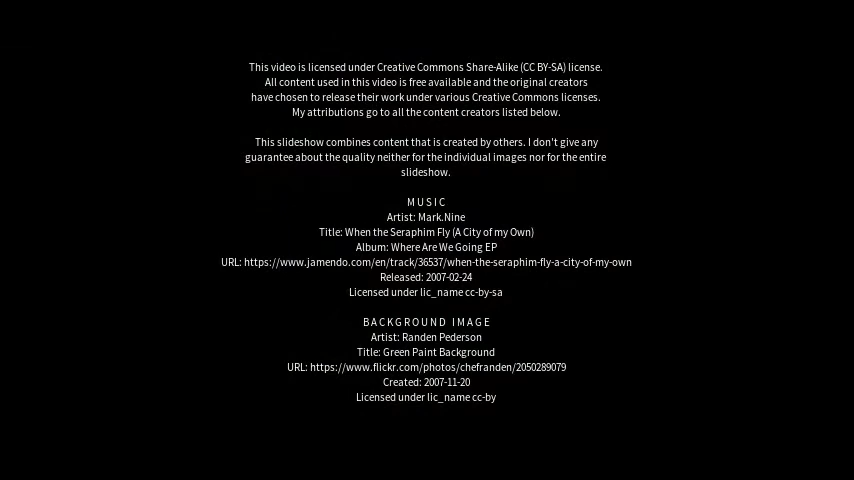 This video is licensed under Creative Commons Share-Alike (CC BY-SA) license.
All content used in this video is free available and the original creators
have chosen to release their work under various Creative Commons licenses.
My attributions go to all the content creators listed below.
This slideshow combines content that is created by others. I don't give any
guarantee about the quality neither for the individual images nor for the entire
slideshow.
MUSIC
Artist: Mark.Nine
Title: When the Seraphim Fly (A City of my Own)
Album: Where Are We Going EP
URL: https://www.jamendo.com/en/track/36537/when-the-seraphim-fly-a-city-of-my-own
Released: 2007-02-24
Licensed under lic_name cc-by-sa
BACKGROUND IMAGE
Artist: Randen Pederson
Title: Green Paint Background
URL: https://www.flickr.com/photos/chefranden/2050289079
Created: 2007-11-20
Licensed under lic_name cc-by